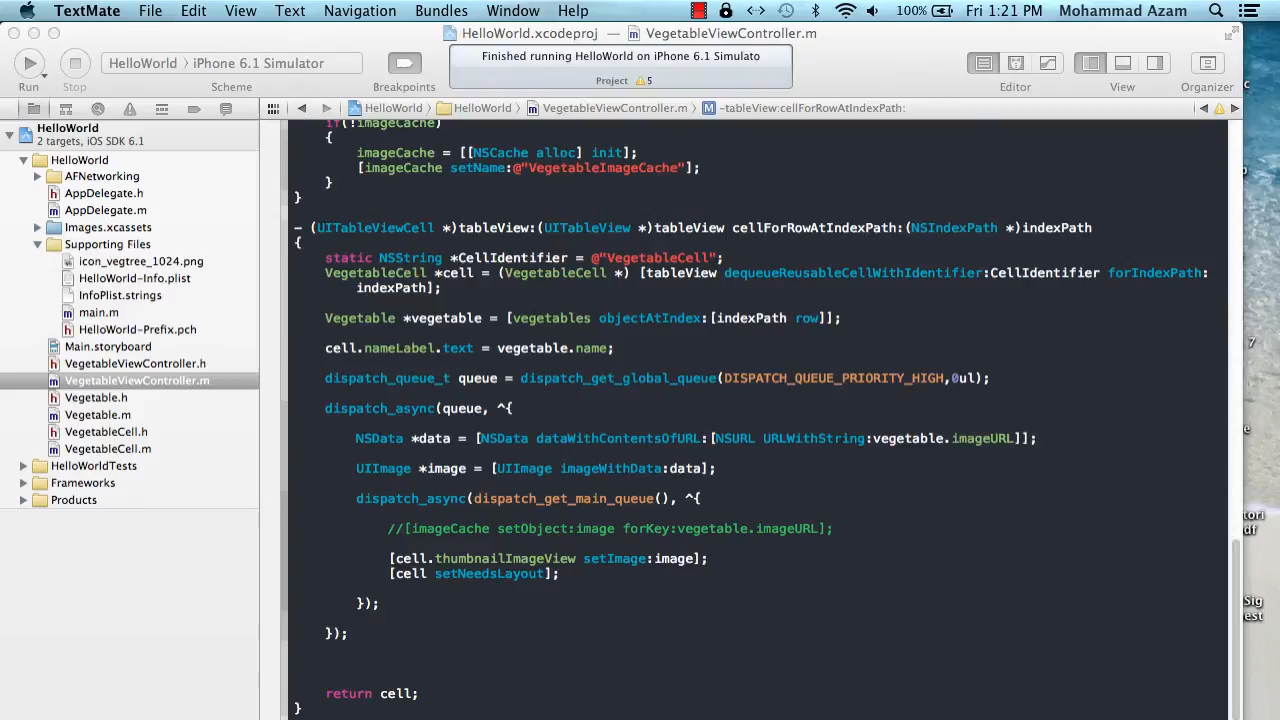 TextMate File Edit View Text Navigation Bundles Window Help 100% Fri 1:21 PM Mohammad Azam
HelloWorld.xcodeproj — VegetableViewController.m
HelloWorld iPhone 6.1 Simulator
Finished running HelloWorld on iPhone 6.1 Simulato
Project 5
Run Stop Scheme Breakpoints Editor View Organizer
HelloWorld HelloWorld VegetableViewController.m -tableView:cellForRowAtIndexPath:
HelloWorld
2 targets, iOS SDK 6.1
HelloWorld
AFNetworking
AppDelegate.h
AppDelegate.m
Images.xcassets
Supporting Files
icon_vegtree_1024.png
HelloWorld-Info.plist
InfoPlist.strings
main.m
HelloWorld-Prefix.pch
Main.storyboard
VegetableViewController.h
VegetableViewController.m
Vegetable.h
Vegetable.m
VegetableCell.h
VegetableCell.m
HelloWorldTests
Frameworks
Products
if(!imageCache)
{
imageCache = [[NSCache alloc] init];
[imageCache setName:@"VegetableImageCache"];
}
}
- (UITableViewCell *)tableView:(UITableView *)tableView cellForRowAtIndexPath:(NSIndexPath *)indexPath
{
static NSString *CellIdentifier = @"VegetableCell";
VegetableCell *cell = (VegetableCell *) [tableView dequeueReusableCellWithIdentifier:CellIdentifier forIndexPath:
indexPath];
Vegetable *vegetable = [vegetables objectAtIndex:[indexPath row]];
cell.nameLabel.text = vegetable.name;
dispatch_queue_t queue = dispatch_get_global_queue(DISPATCH_QUEUE_PRIORITY_HIGH,0ul);
dispatch_async(queue, ^{
NSData *data = [NSData dataWithContentsOfURL:[NSURL URLWithString:vegetable.imageURL]];
UIImage *image = [UIImage imageWithData:data];
dispatch_async(dispatch_get_main_queue(), ^{
//[imageCache setObject:image forKey:vegetable.imageURL];
[cell.thumbnailImageView setImage:image];
[cell setNeedsLayout];
});
});
return cell;
}
7
e
tori
df
Sig
est